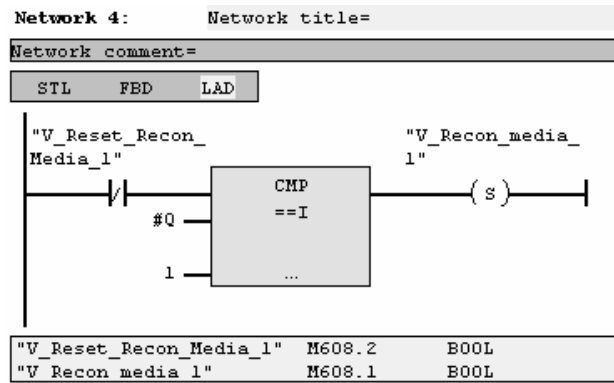 Network 4: Network title=
Network comment=
STL FBD LAD
"V_Reset_Recon_
Media_1"
"V_Recon_media_
1"
CMP
==I
( s )
#Q
1
...
"V_Reset_Recon_Media_1" M608.2 BOOL
"V_Recon_media_1" M608.1 BOOL